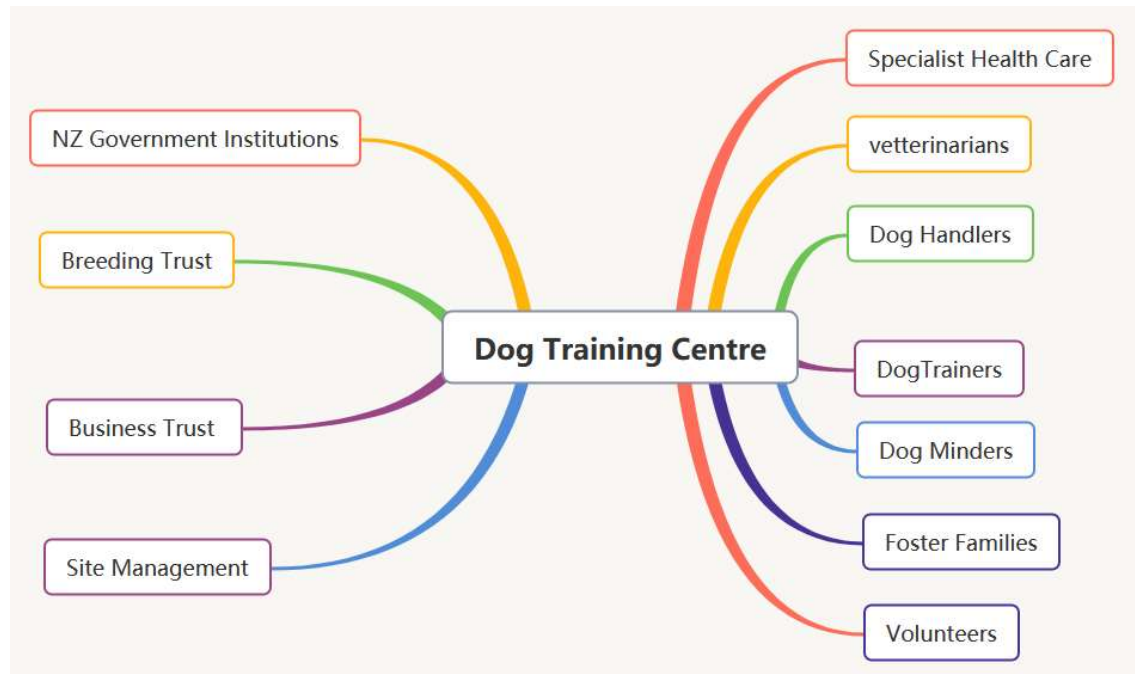 Specialist Health Care
NZ Government Institutions
vetterinarians
Dog Handlers
Breeding Trust
Dog Training Centre
DogTrainers
Business Trust
Dog Minders
Foster Families
Site Management
Volunteers